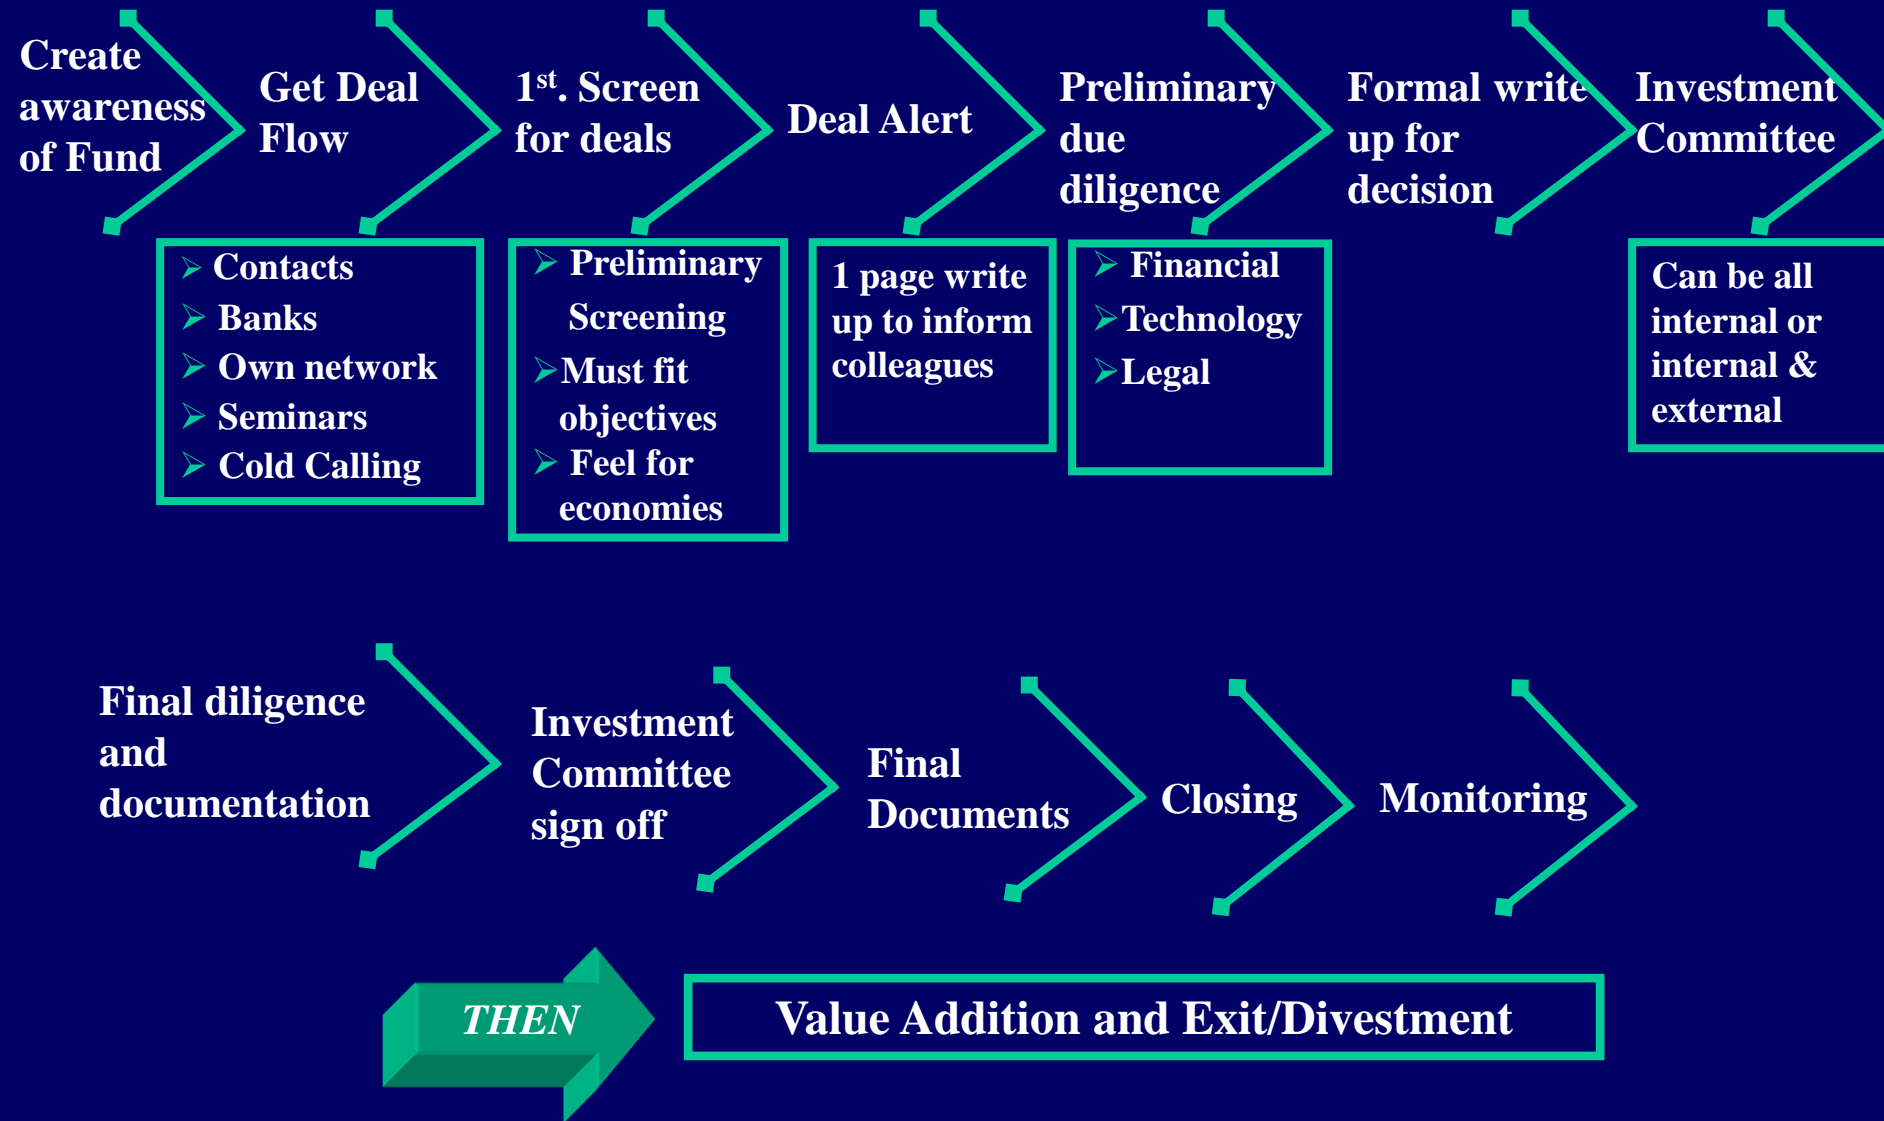 Create
awareness
of Fund
Get Deal
Flow
1st. Screen
for deals
Deal Alert
Preliminary
due
diligence
Formal write
up for
decision
Investment
Committee
➢ Contacts
➢ Banks
➢ Own network
➢ Seminars
➢ Cold Calling
➢ Preliminary
Screening
➢Must fit
objectives
➢ Feel for
economies
1 page write
up to inform
colleagues
➢ Financial
➢Technology
➢Legal
Can be all
internal or
internal &
external
Final diligence
and
documentation
Investment
Committee
sign off
Final
Documents
Closing
Monitoring
THEN
Value Addition and Exit/Divestment